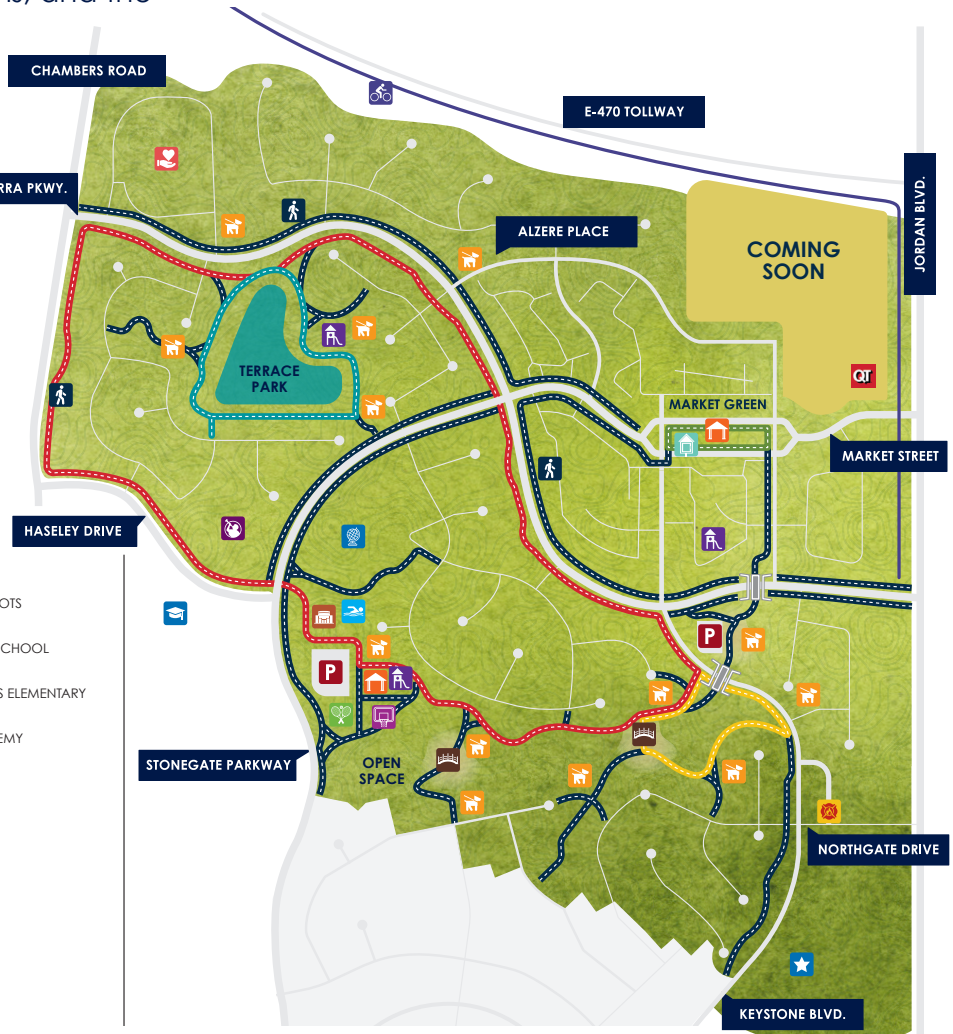 CHAMBERS ROAD
E-470 TOLLWAY
RRA PKWY.
JORDAN BLVD.
ALZERE PLACE
COMING
SOON
TERRACE
PARK
QT
MARKET GREEN
MARKET STREET
HASELEY DRIVE
OTS
CHOOL
P
P
S ELEMENTARY
EMY
STONEGATE PARKWAY
OPEN
SPACE
NORTHGATE DRIVE
KEYSTONE BLVD.